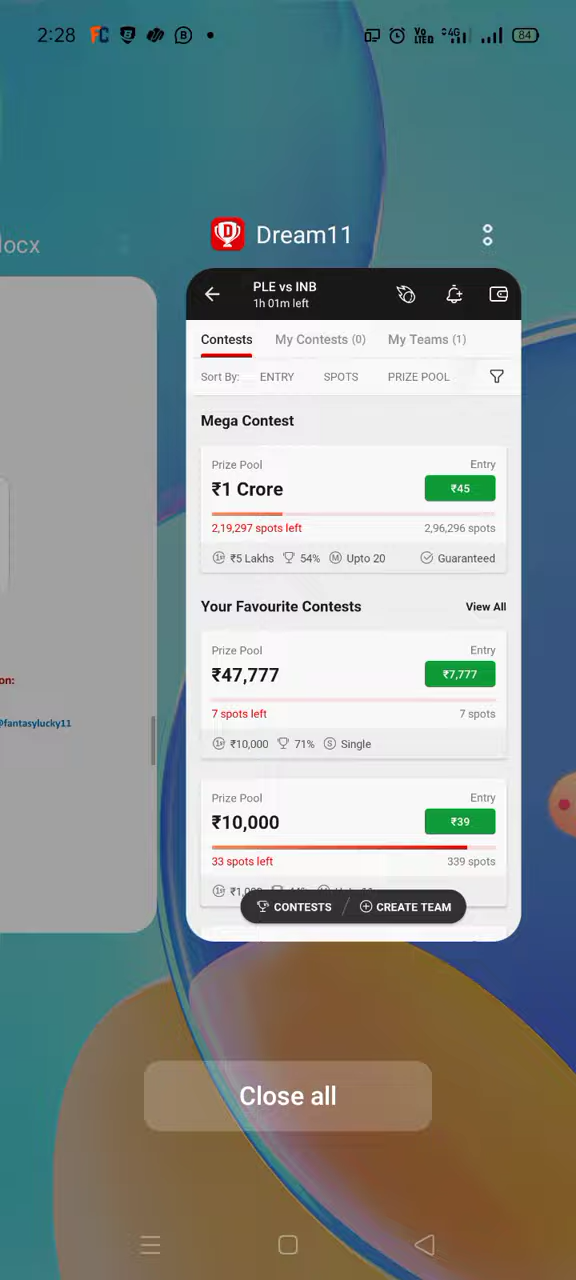 2:28
84
locx
Dream11
PLE vs INB
1h 01m left
Contests My Contests (0) My Teams (1)
Sort By: ENTRY SPOTS PRIZE POOL
Mega Contest
Prize Pool Entry
₹1 Crore ₹45
2,19,297 spots left 2,96,296 spots
₹5 Lakhs 54% Upto 20 Guaranteed
Your Favourite Contests View All
Prize Pool Entry
₹47,777 ₹7,777
7 spots left 7 spots
₹10,000 71% Single
on:
@fantasylucky11
Prize Pool Entry
₹10,000 ₹39
33 spots left 339 spots
CONTESTS CREATE TEAM
Close all